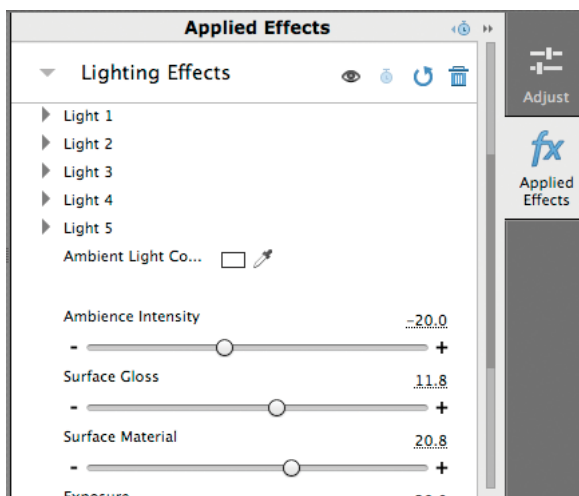 Applied Effects
Lighting Effects
Light 1
Light 2
Light 3
Light 4
Light 5
Ambient Light Co...
Ambience Intensity -20.0
- +
Surface Gloss 11.8
- +
Surface Material 20.8
- +
Exposure
Adjust
fx
Applied
Effects